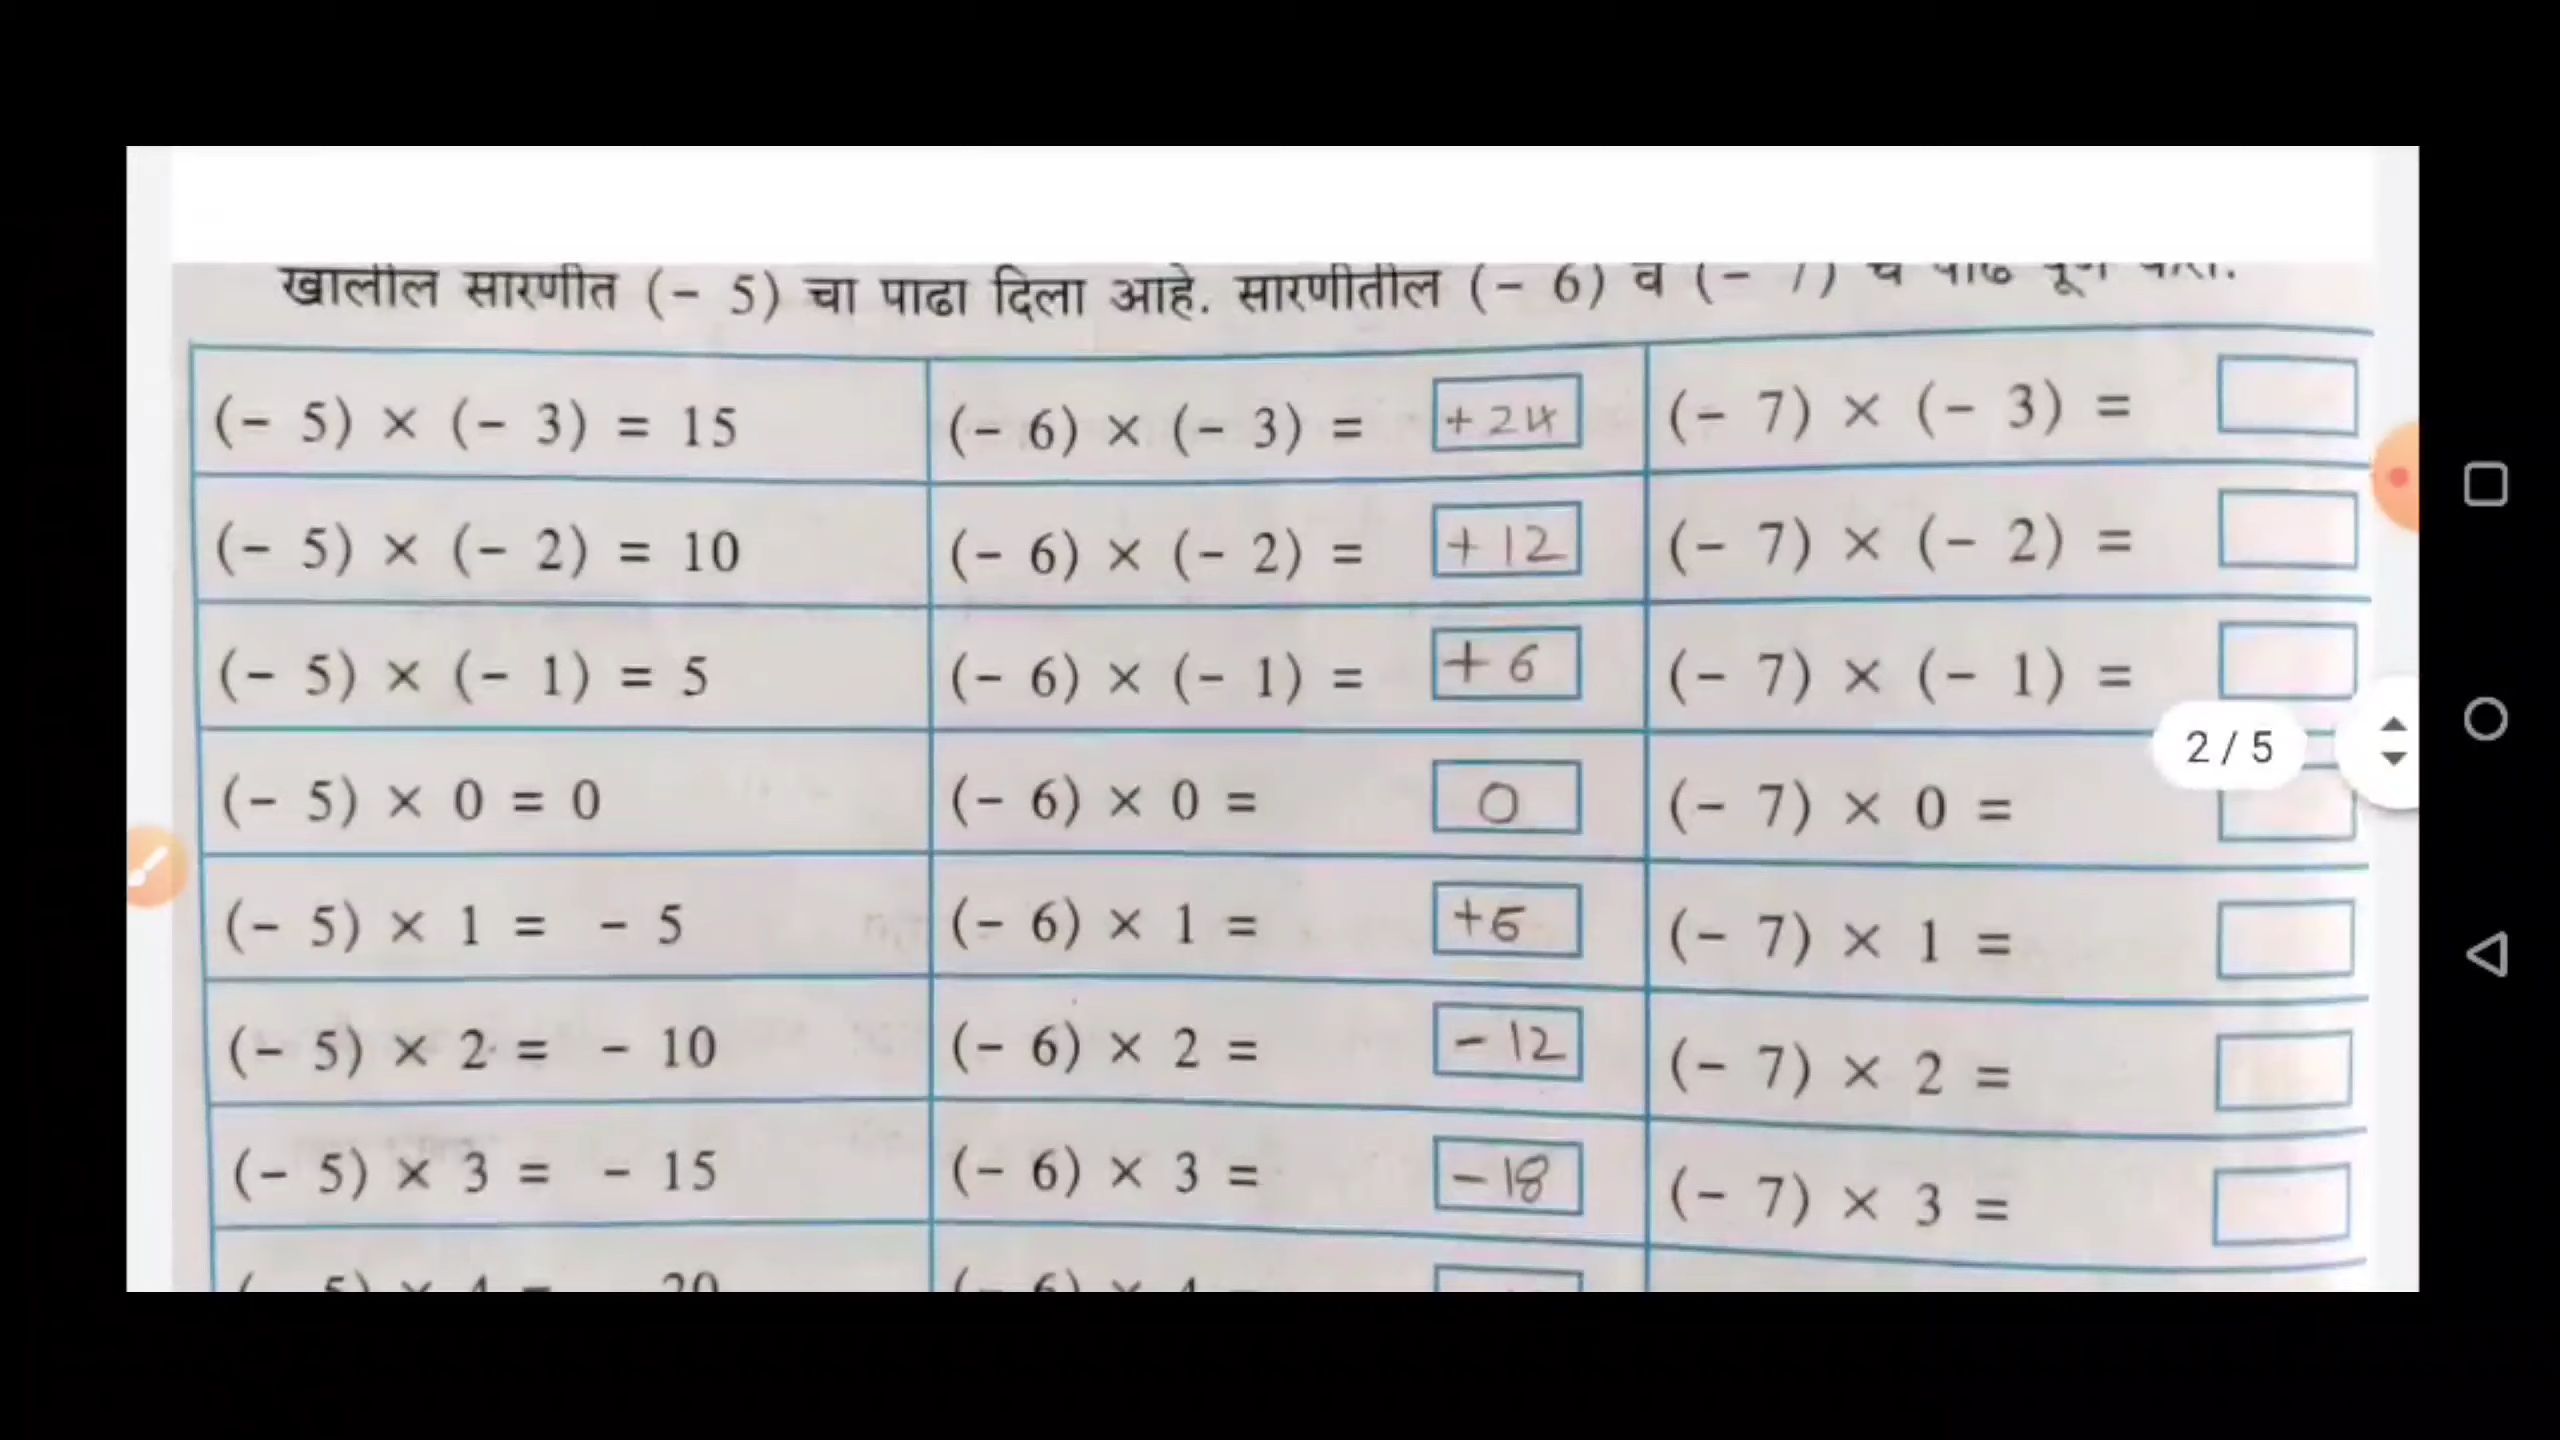 खालील सारणीत (- 5) चा पाढा दिला आहे. सारणीतील (- 6) व (- 7) चे पाढे पूर्ण करा.
(- 5) × (- 3) = 15 (- 6) × (- 3) = +24 (- 7) × (- 3) =
(- 5) × (- 2) = 10 (- 6) × (- 2) = +12 (- 7) × (- 2) =
(- 5) × (- 1) = 5 (- 6) × (- 1) = +6 (- 7) × (- 1) =
2/5
(- 5) × 0 = 0 (- 6) × 0 = 0 (- 7) × 0 =
(- 5) × 1 = - 5 (- 6) × 1 = +6 (- 7) × 1 =
(- 5) × 2 = - 10 (- 6) × 2 = -12 (- 7) × 2 =
(- 5) × 3 = - 15 (- 6) × 3 = -18 (- 7) × 3 =